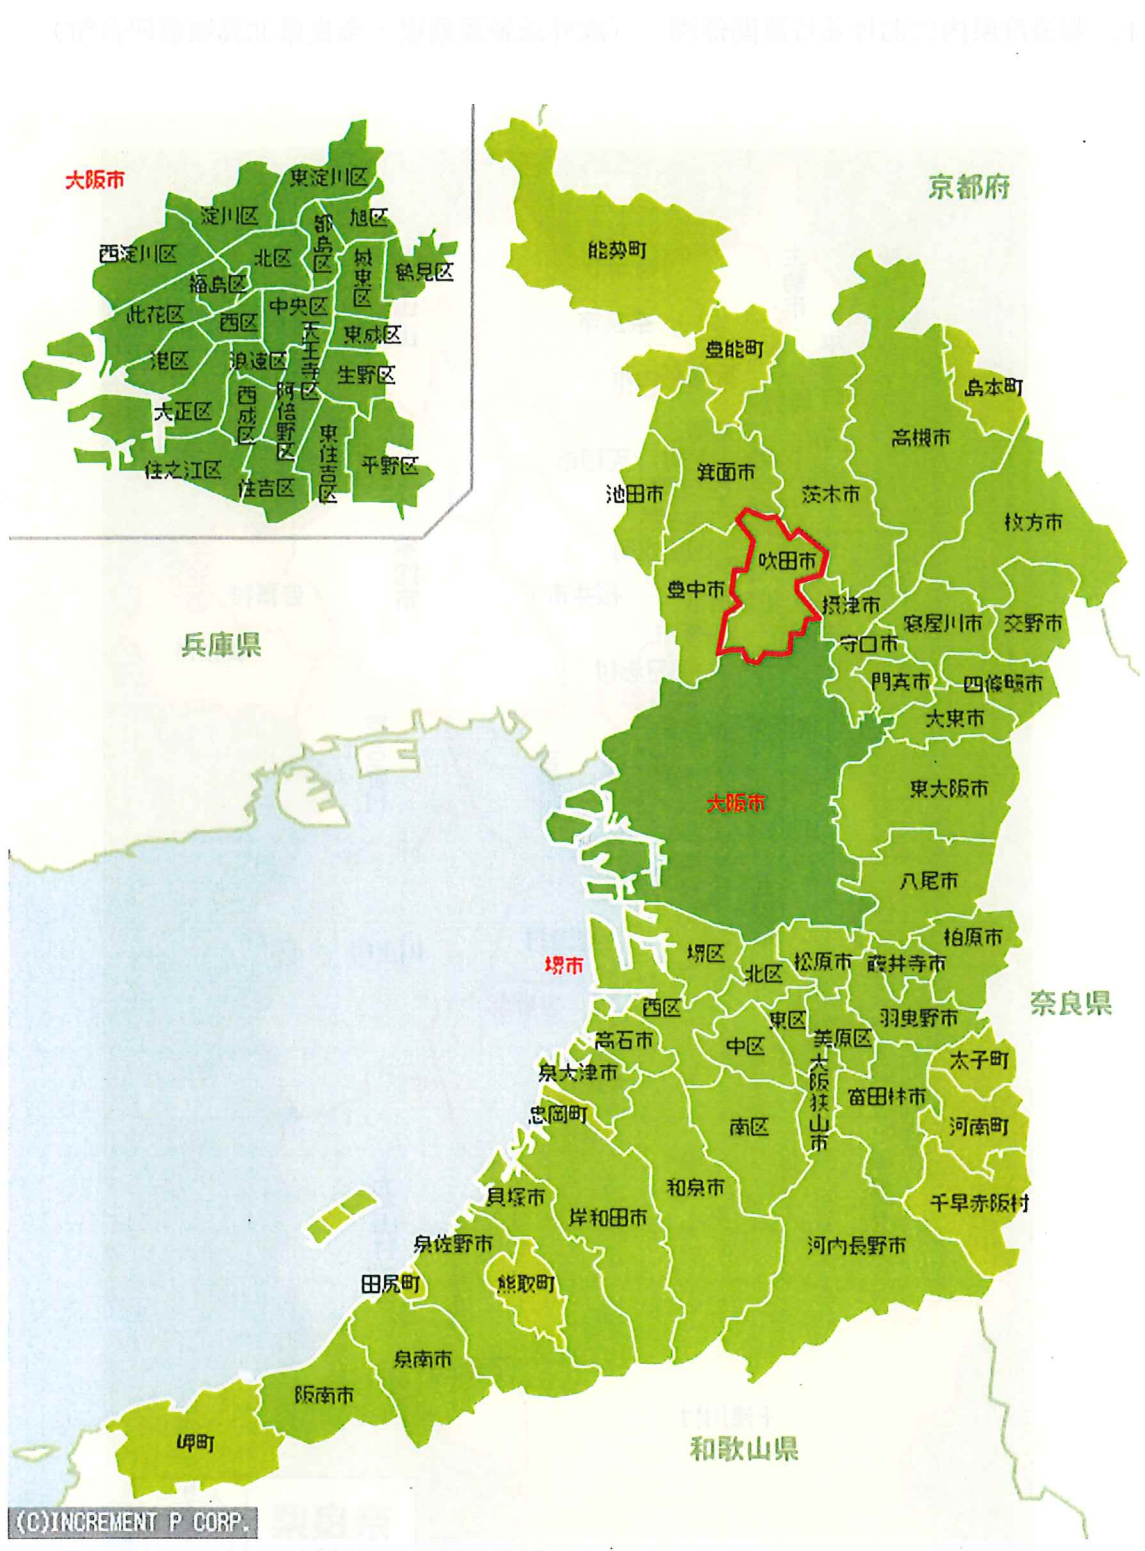 大阪市
東淀川区
淀川区
都島区
旭区
西淀川区
北区
城東区
鶴見区
福島区
此花区
西区
中央区
天王寺区
東成区
港区
浪速区
生野区
大正区
西成区
阿倍野区
東住吉区
平野区
住之江区
住吉区
京都府
能勢町
豊能町
島本町
高槻市
箕面市
池田市
茨木市
枚方市
吹田市
豊中市
摂津市
寝屋川市
交野市
守口市
兵庫県
門真市
四條畷市
大東市
東大阪市
大阪市
八尾市
柏原市
堺市
堺区
北区
松原市
藤井寺市
奈良県
西区
東区
羽曳野市
高石市
中区
美原区
太子町
泉大津市
大阪狭山市
富田林市
忠岡町
南区
河南町
和泉市
貝塚市
岸和田市
千早赤阪村
泉佐野市
河内長野市
田尻町
熊取町
泉南市
阪南市
岬町
和歌山県
(C)INCREMENT P CORP.